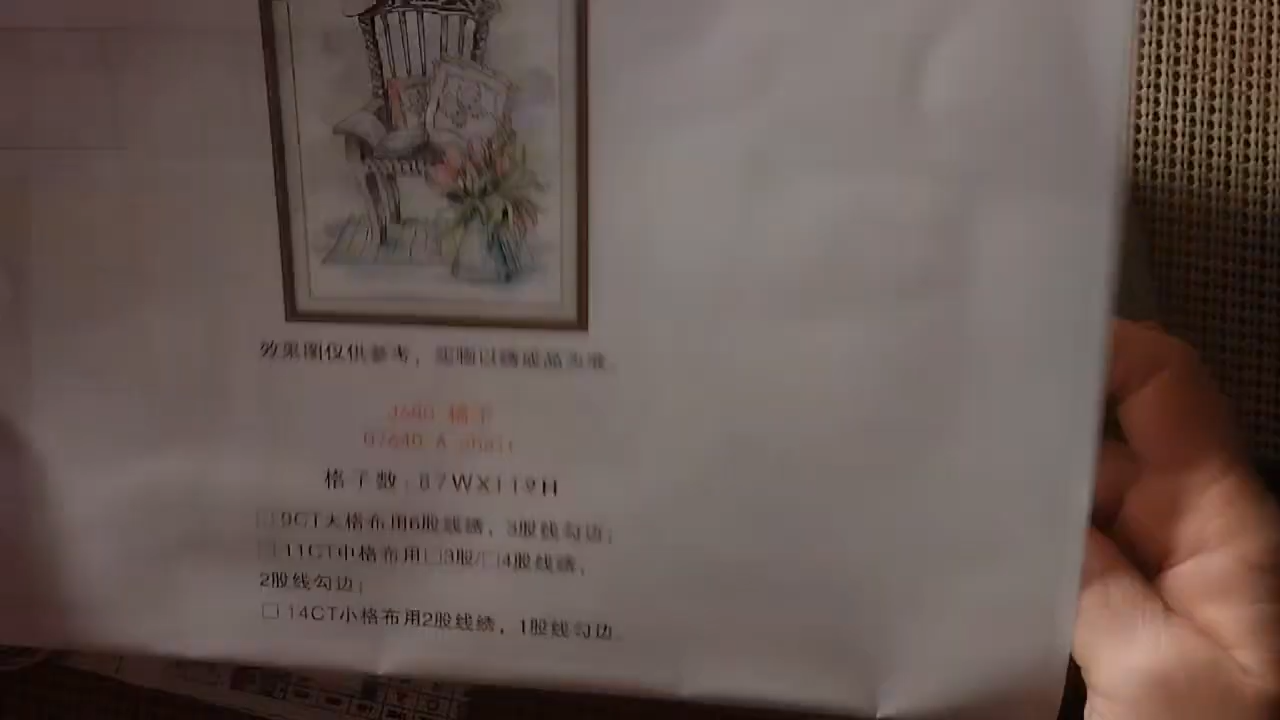 效果图仅供参考，实物以绣成品为准。
椅子
A chair
格子数：87WX119H
□9CT大格布用6股线绣，3股线勾边；
□11CT中格布用□3股/□4股线绣，
2股线勾边；
□14CT小格布用2股线绣，1股线勾边